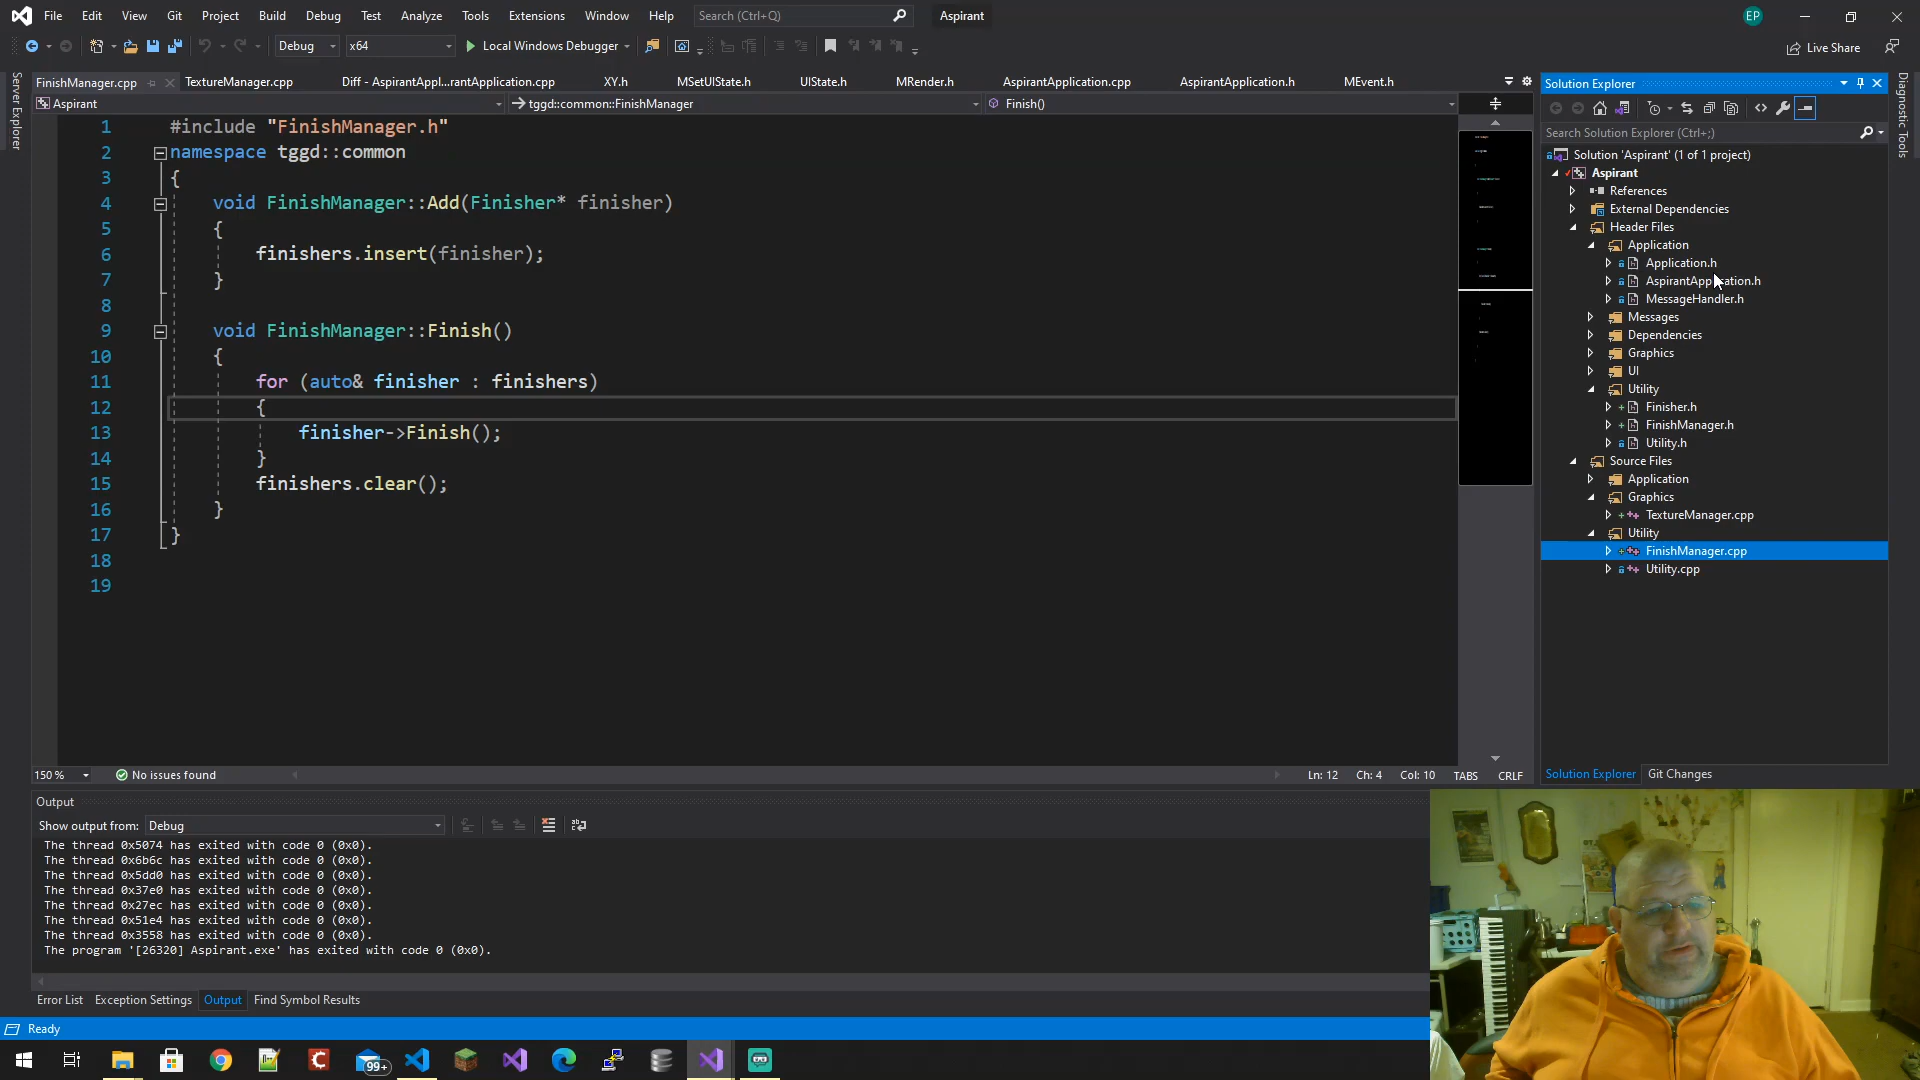 File Edit View Git Project Build Debug Test Analyze Tools Extensions Window Help Search (Ctrl+Q) Aspirant EP
Debug x64 Local Windows Debugger Live Share
Server Explorer
FinishManager.cpp TextureManager.cpp Diff - AspirantAppl...rantApplication.cpp XY.h MSetUIState.h UIState.h MRender.h AspirantApplication.cpp AspirantApplication.h MEvent.h
Aspirant tggd::common::FinishManager Finish()
1 #include "FinishManager.h"
2 namespace tggd::common
3 {
4 void FinishManager::Add(Finisher* finisher)
5 {
6 finishers.insert(finisher);
7 }
8
9 void FinishManager::Finish()
10 {
11 for (auto& finisher : finishers)
12 {
13 finisher->Finish();
14 }
15 finishers.clear();
16 }
17 }
18
19
150 % No issues found Ln: 12 Ch: 4 Col: 10 TABS CRLF
Solution Explorer
Search Solution Explorer (Ctrl+;)
Solution 'Aspirant' (1 of 1 project)
Aspirant
References
External Dependencies
Header Files
Application
Application.h
AspirantApplication.h
MessageHandler.h
Messages
Dependencies
Graphics
UI
Utility
Finisher.h
FinishManager.h
Utility.h
Source Files
Application
Graphics
TextureManager.cpp
Utility
FinishManager.cpp
Utility.cpp
Solution Explorer Git Changes
Diagnostic Tools
Output
Show output from: Debug
The thread 0x5074 has exited with code 0 (0x0).
The thread 0x6b6c has exited with code 0 (0x0).
The thread 0x5dd0 has exited with code 0 (0x0).
The thread 0x37e0 has exited with code 0 (0x0).
The thread 0x27ec has exited with code 0 (0x0).
The thread 0x51e4 has exited with code 0 (0x0).
The thread 0x3558 has exited with code 0 (0x0).
The program '[26320] Aspirant.exe' has exited with code 0 (0x0).
Error List Exception Settings Output Find Symbol Results
Ready
99+